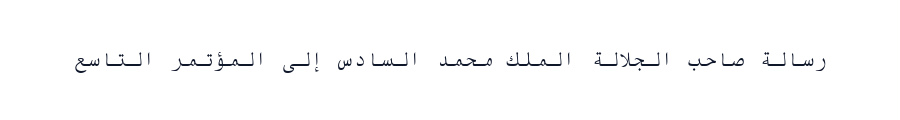 رسالة صاحب الجلالة الملك محمد السادس إلى المؤتمر التاسع